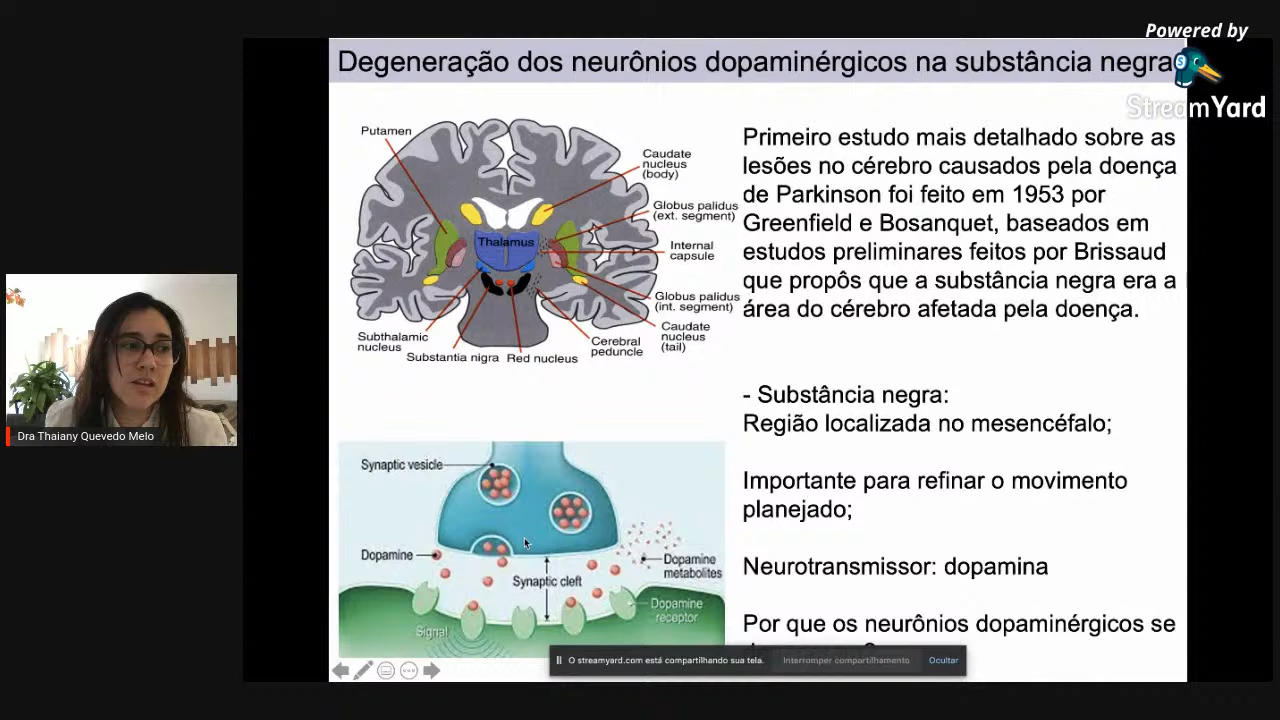 Powered by
StreamYard
Degeneração dos neurônios dopaminérgicos na substância negra
Putamen
Caudate
nucleus
(body)
Globus palidus
(ext. segment)
Thalamus
Internal
capsule
Globus palidus
(int. segment)
Caudate
nucleus
(tail)
Cerebral
peduncle
Subthalamic
nucleus
Substantia nigra
Red nucleus
Primeiro estudo mais detalhado sobre as
lesões no cérebro causados pela doença
de Parkinson foi feito em 1953 por
Greenfield e Bosanquet, baseados em
estudos preliminares feitos por Brissaud
que propôs que a substância negra era a
área do cérebro afetada pela doença.
- Substância negra:
Região localizada no mesencéfalo;
Importante para refinar o movimento
planejado;
Neurotransmissor: dopamina
Por que os neurônios dopaminérgicos se
Synaptic vesicle
Dopamine
Synaptic cleft
Dopamine
metabolites
Dopamine
receptor
Signal
Dra Thaiany Quevedo Melo
O streamyard.com está compartilhando sua tela.
Interromper compartilhamento
Ocultar